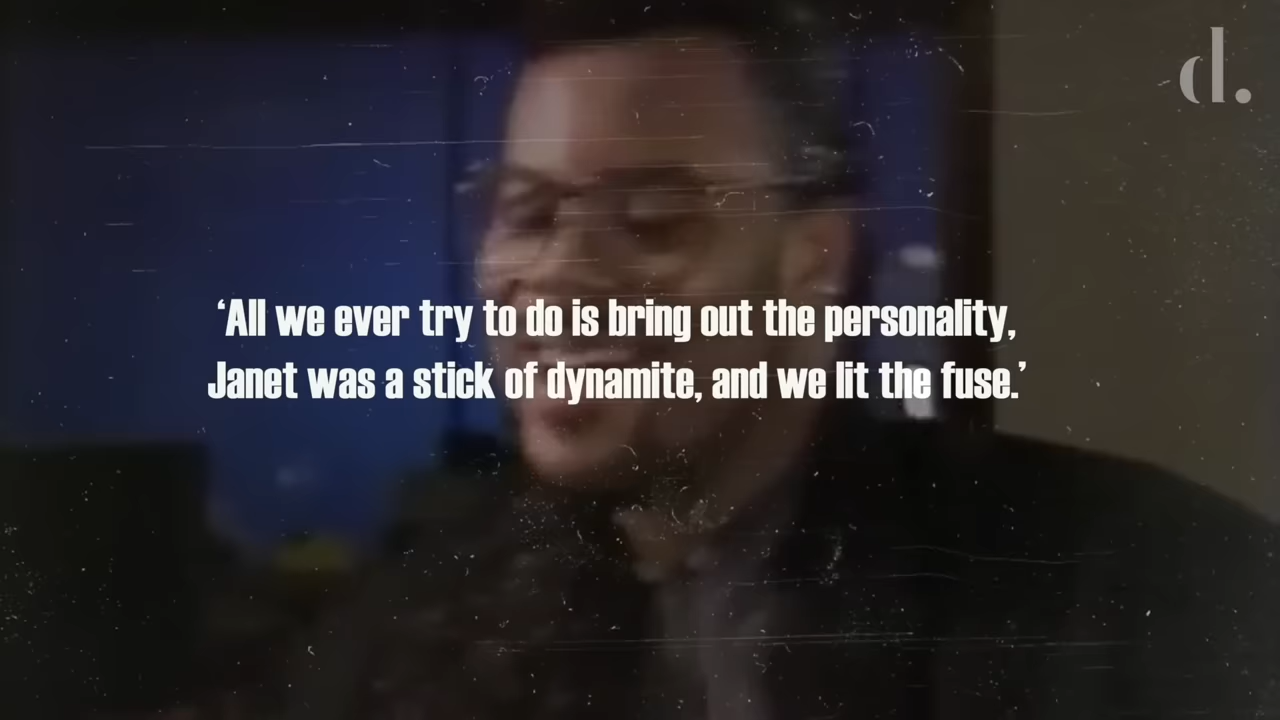 d.
‘All we ever try to do is bring out the personality,
Janet was a stick of dynamite, and we lit the fuse.’